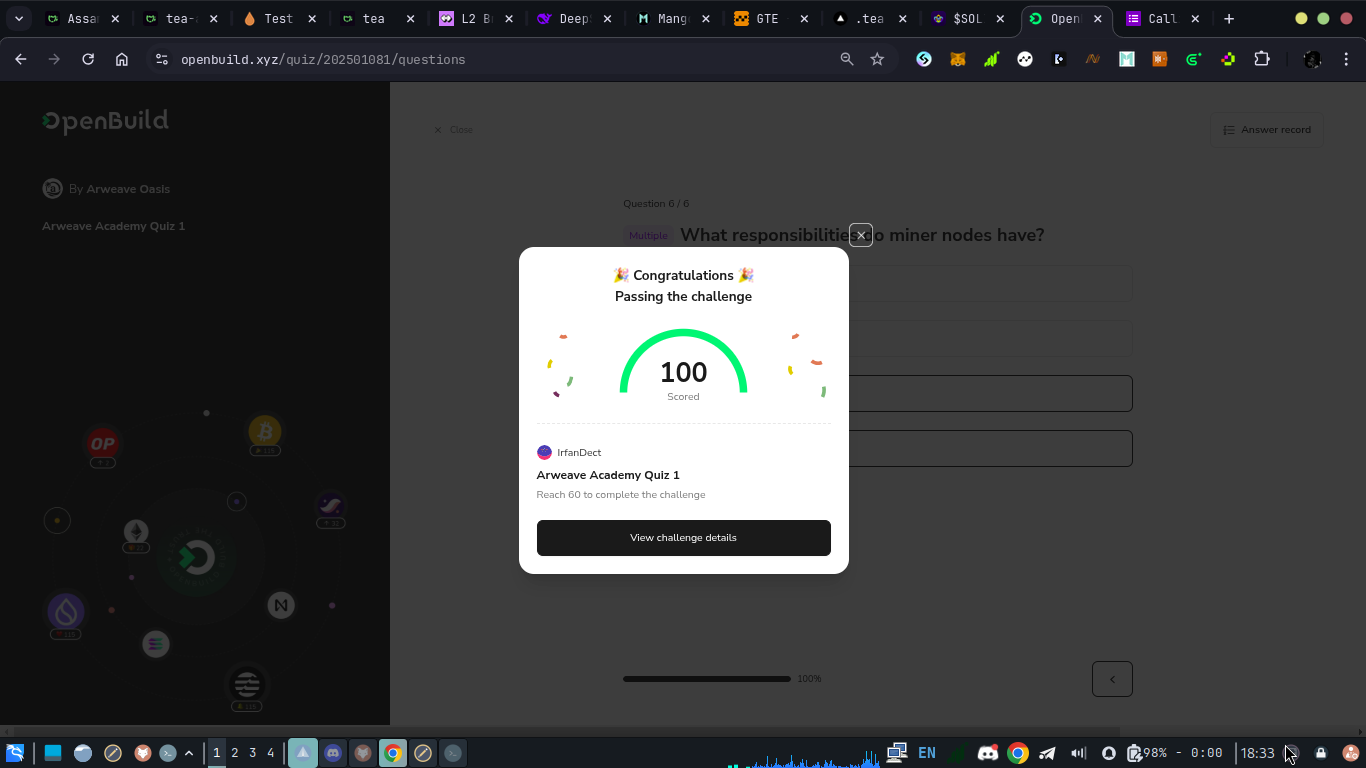 Assa
tea-a
Test
tea
L2 B
Deep
Mang
GTE
.tea
$SOL
Open
Call
openbuild.xyz/quiz/202501081/questions
OpenBuild
Close
Answer record
By Arweave Oasis
Arweave Academy Quiz 1
Question 6 / 6
Multiple What responsibilities do miner nodes have?
🎉 Congratulations 🎉
Passing the challenge
100
Scored
IrfanDect
Arweave Academy Quiz 1
Reach 60 to complete the challenge
View challenge details
OP
100%
1 2 3 4
EN
98% - 0:00
18:33